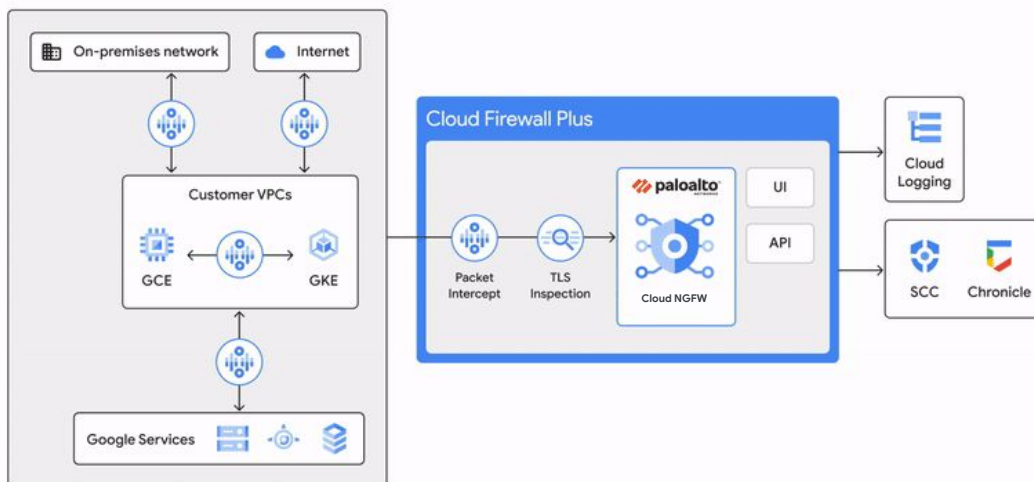 On-premises network
Internet
Customer VPCs
GCE
GKE
Google Services
Cloud Firewall Plus
Packet
Intercept
TLS
Inspection
paloalto
NETWORKS
Cloud NGFW
UI
API
Cloud
Logging
SCC
Chronicle